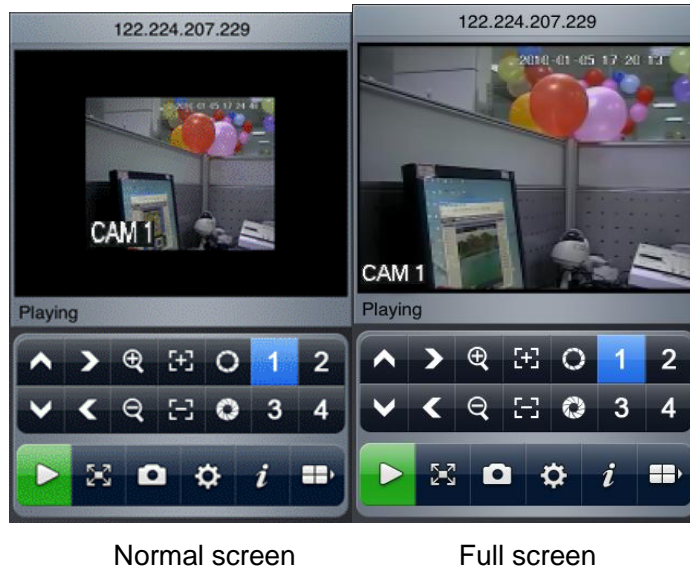 122.224.207.229
2010-01-05 17 24 40
CAM 1
Playing
1 2
3 4
i
Normal screen
122.224.207.229
2010-01-05 17 20 13
CAM 1
Playing
1 2
3 4
i
Full screen